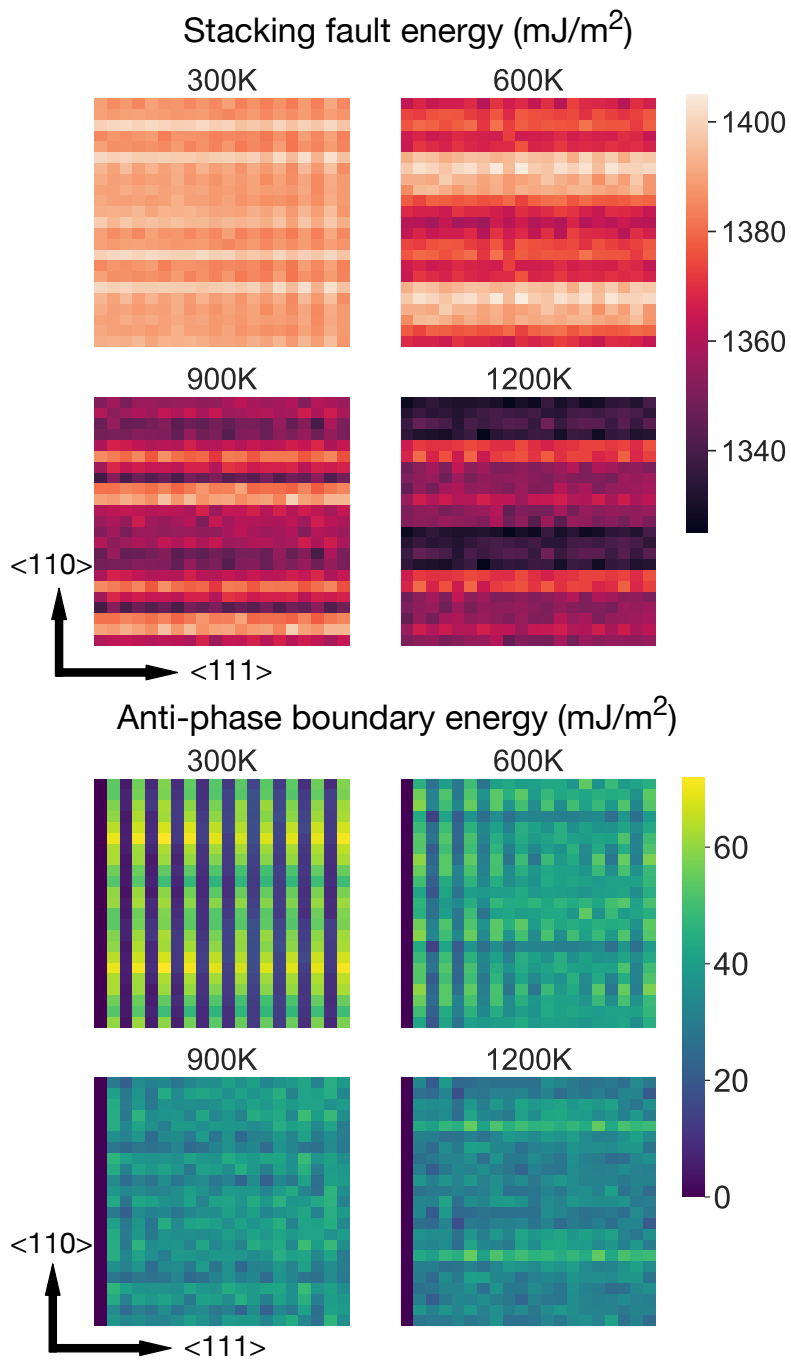 Stacking fault energy (mJ/m²)
300K 600K
1400
1380
1360
1340
900K 1200K
<110>
<111>
Anti-phase boundary energy (mJ/m²)
300K 600K
60
40
20
0
900K 1200K
<110>
<111>